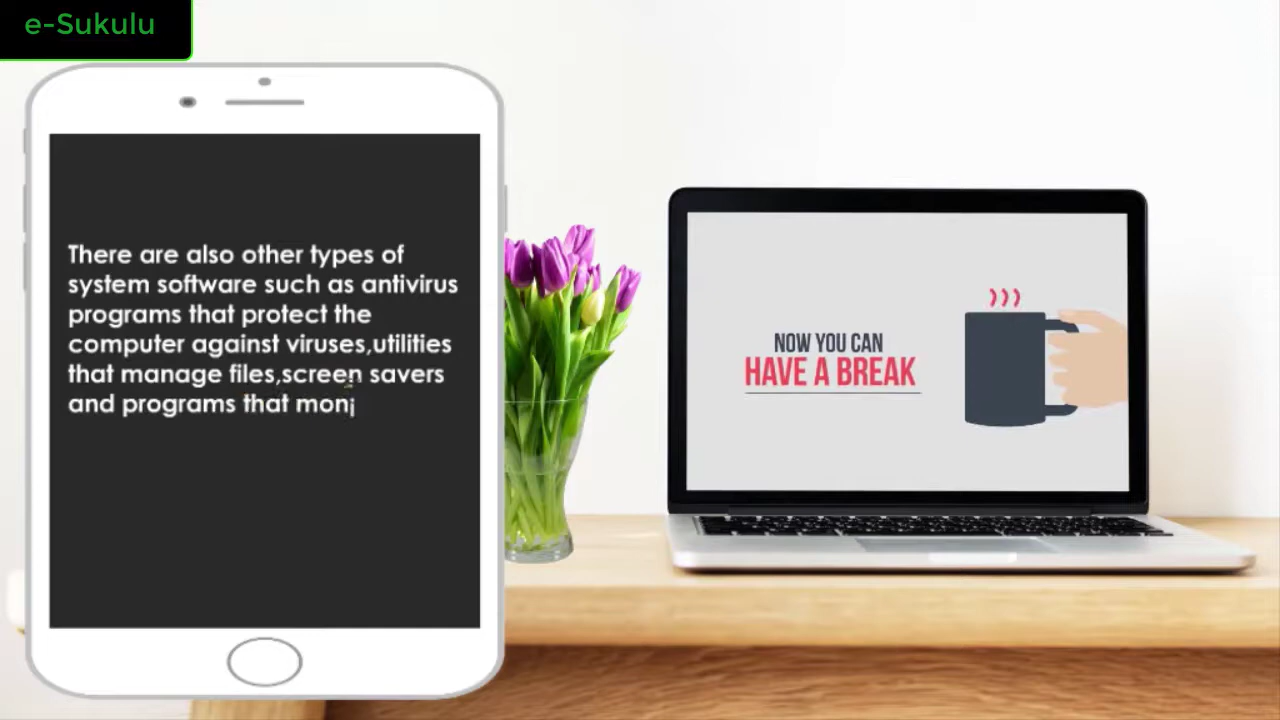 e-Sukulu
There are also other types of
system software such as antivirus
programs that protect the
computer against viruses,utilities
that manage files,screen savers
and programs that mon
NOW YOU CAN
HAVE A BREAK